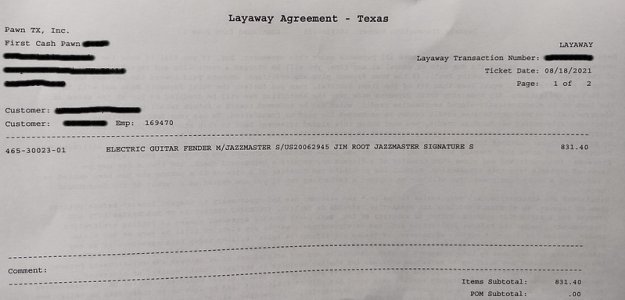 Layaway Agreement - Texas
Pawn TX, Inc.
First Cash Pawn
LAYAWAY
Layaway Transaction Number:
Ticket Date: 08/18/2021
Page: 1 of 2
Customer:
Customer: Emp: 169470
465-30023-01 ELECTRIC GUITAR FENDER M/JAZZMASTER S/US20062945 JIM ROOT JAZZMASTER SIGNATURE S 831.40
Comment:
Items Subtotal: 831.40
POM Subtotal: .00